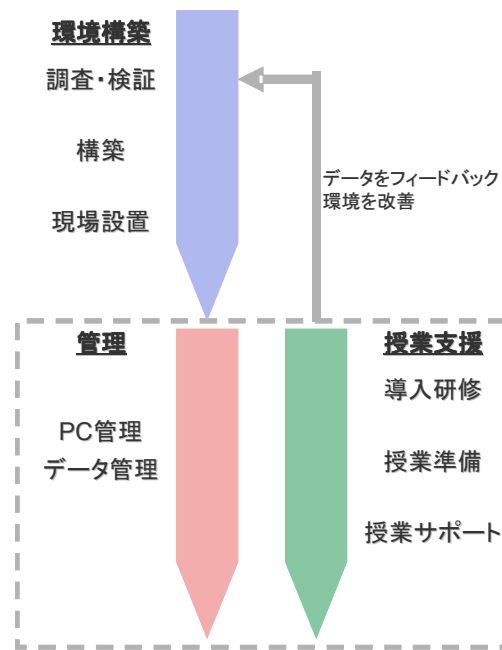 環境構築
調査・検証
構築
現場設置
データをフィードバック
環境を改善
管理
PC管理
データ管理
授業支援
導入研修
授業準備
授業サポート